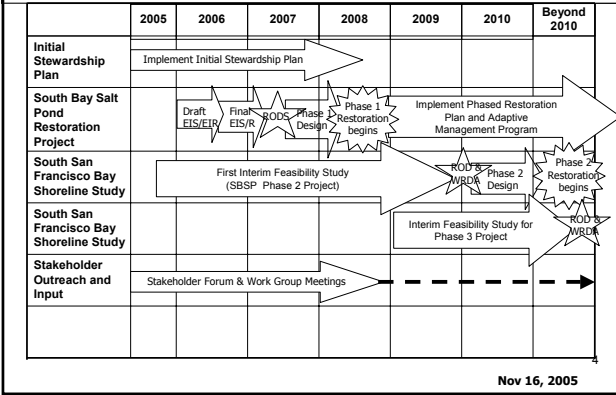 2005 2006 2007 2008 2009 2010 Beyond
2010
Initial
Stewardship
Plan
Implement Initial Stewardship Plan
South Bay Salt
Pond
Restoration
Project
Draft
EIS/EIR
Final
EIS/R
RODS
Phase 1
Design
Phase 1
Restoration
begins
Implement Phased Restoration
Plan and Adaptive
Management Program
South San
Francisco Bay
Shoreline Study
First Interim Feasibility Study
(SBSP Phase 2 Project)
ROD &
WRDA
Phase 2
Design
Phase 2
Restoration
begins
South San
Francisco Bay
Shoreline Study
Interim Feasibility Study for
Phase 3 Project
ROD &
WRDA
Stakeholder
Outreach and
Input
Stakeholder Forum & Work Group Meetings
4
Nov 16, 2005